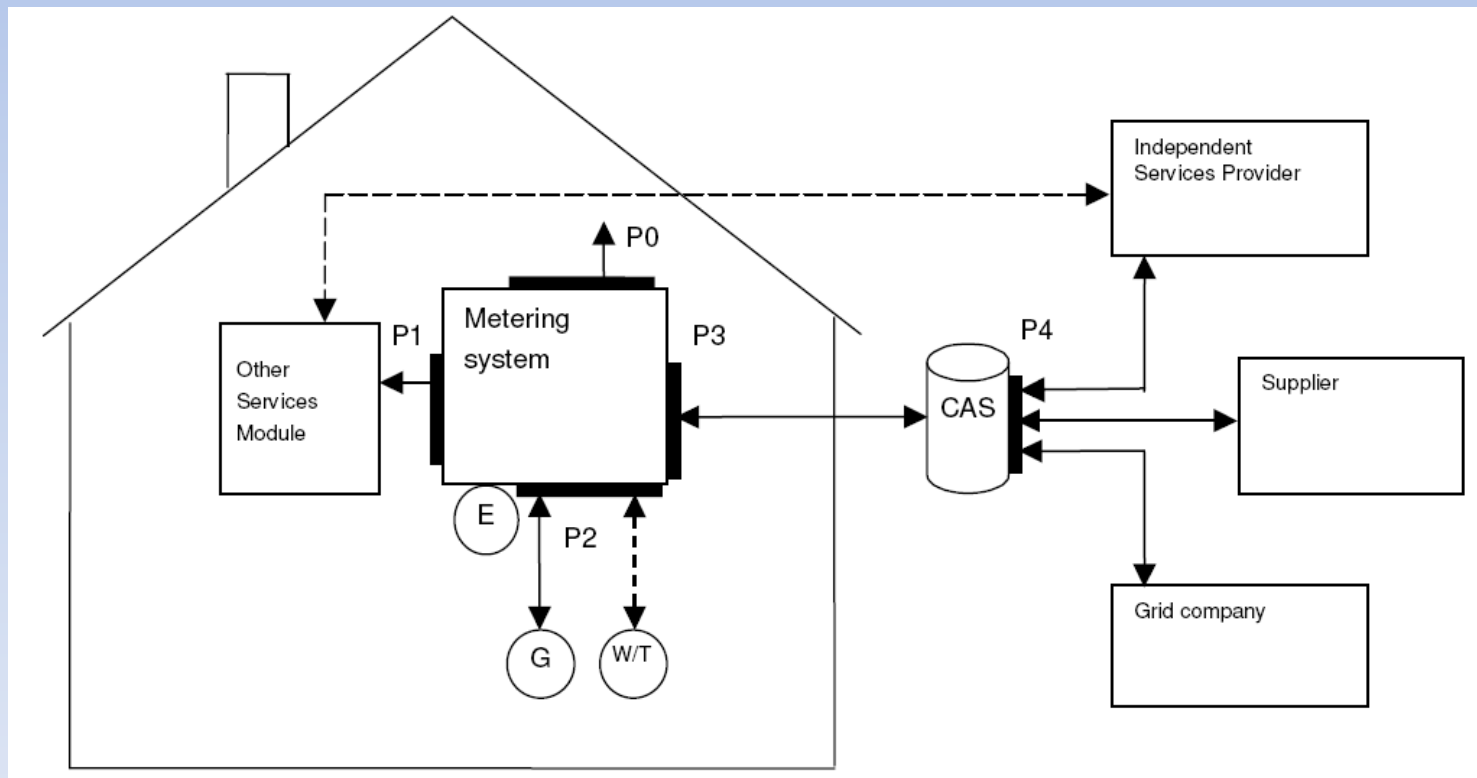 Independent
Services Provider
P0
P1
Metering
system
P3
P4
Other
Services
Module
CAS
Supplier
E
P2
G
W/T
Grid company